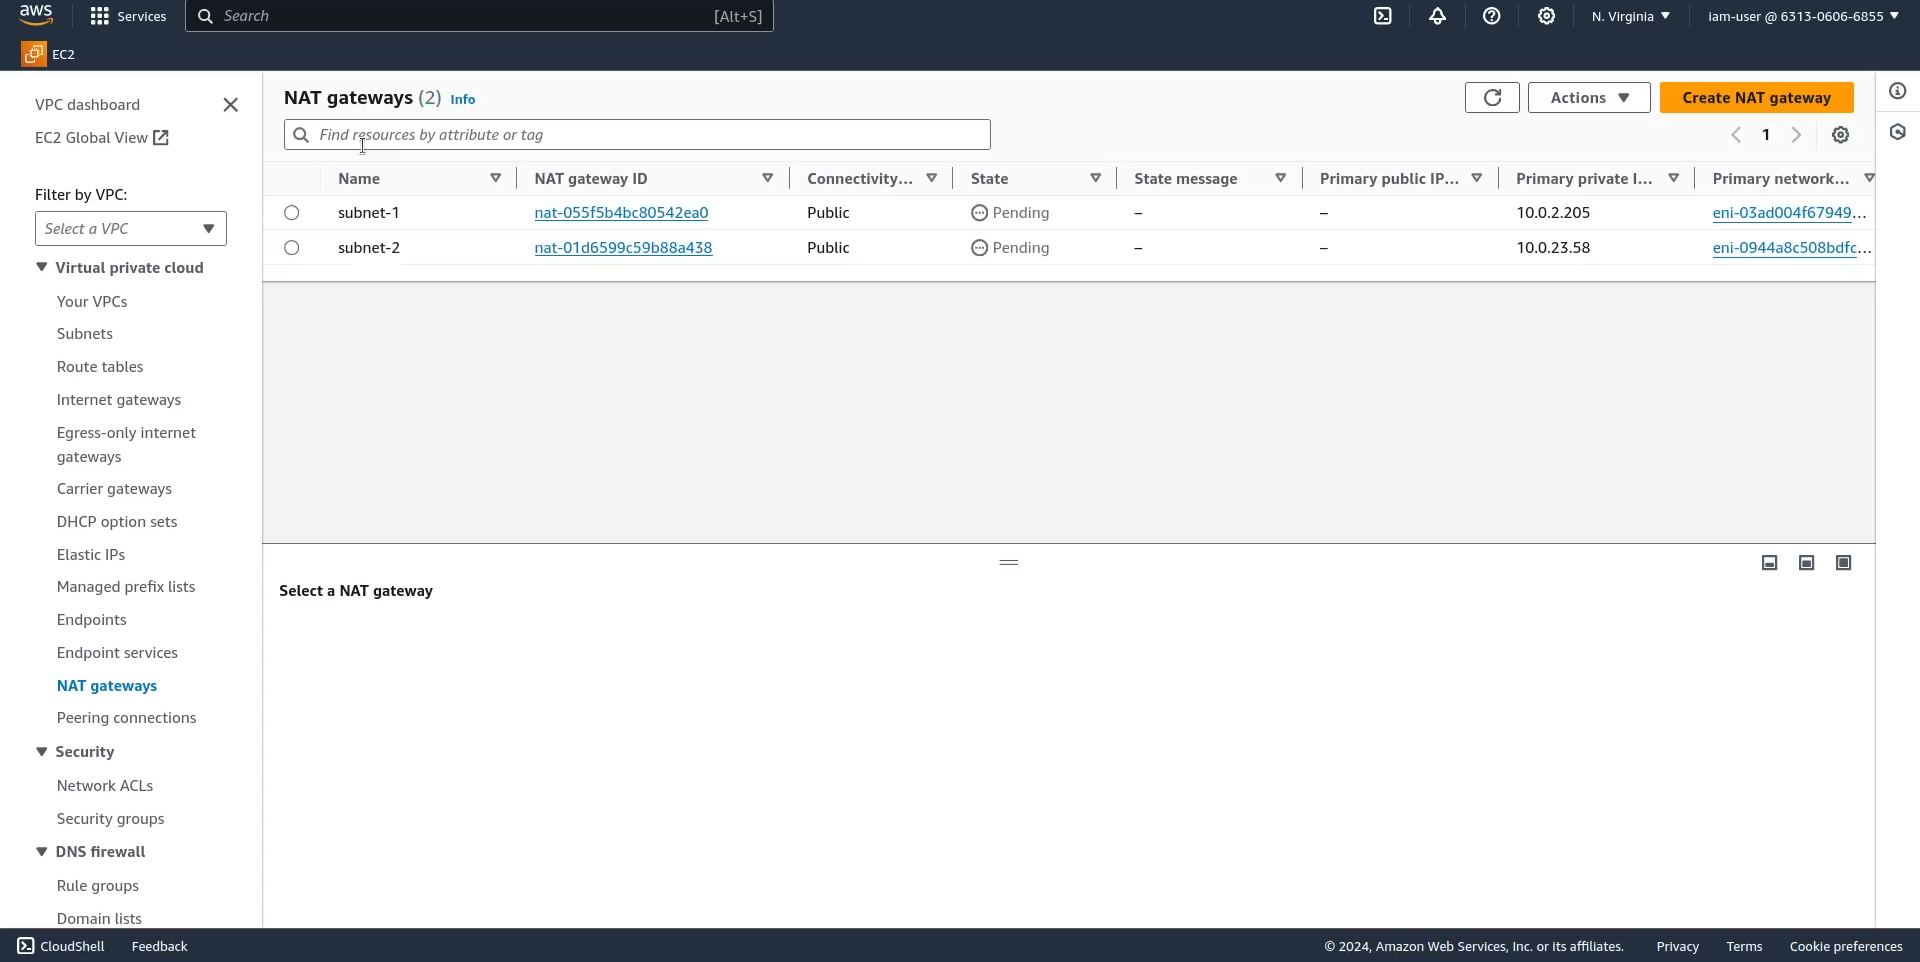 aws
Services
Search
[Alt+S]
N. Virginia
iam-user @ 6313-0606-6855
EC2
VPC dashboard
EC2 Global View
Filter by VPC:
Select a VPC
Virtual private cloud
Your VPCs
Subnets
Route tables
Internet gateways
Egress-only internet
gateways
Carrier gateways
DHCP option sets
Elastic IPs
Managed prefix lists
Endpoints
Endpoint services
NAT gateways
Peering connections
Security
Network ACLs
Security groups
DNS firewall
Rule groups
Domain lists
NAT gateways (2) Info
Actions
Create NAT gateway
Find resources by attribute or tag
1
Name NAT gateway ID Connectivity... State State message Primary public IP... Primary private I... Primary network...
subnet-1 nat-055f5b4bc80542ea0 Public Pending – – 10.0.2.205 eni-03ad004f67949...
subnet-2 nat-01d6599c59b88a438 Public Pending – – 10.0.23.58 eni-0944a8c508bdfc...
Select a NAT gateway
CloudShell Feedback © 2024, Amazon Web Services, Inc. or its affiliates. Privacy Terms Cookie preferences